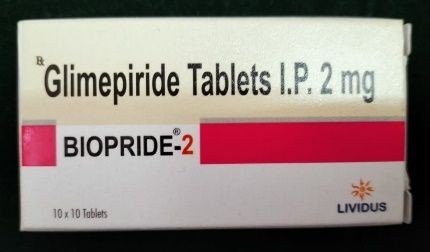 ℞
Glimepiride Tablets I.P. 2 mg
BIOPRIDE®-2
10 x 10 Tablets
LIVIDUS